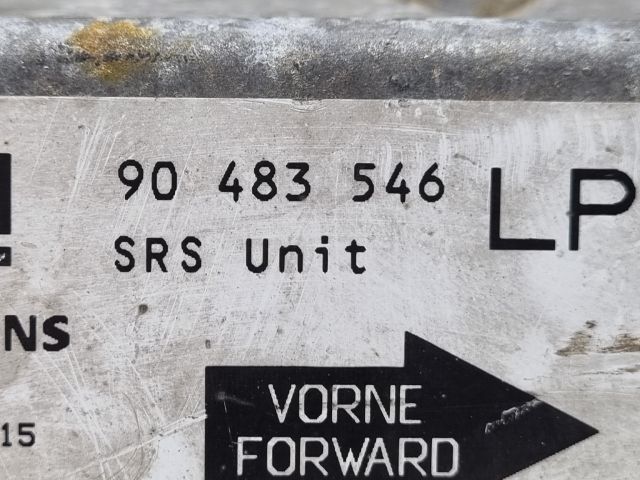 90 483 546 LP
SRS Unit
NS
15
VORNE
FORWARD